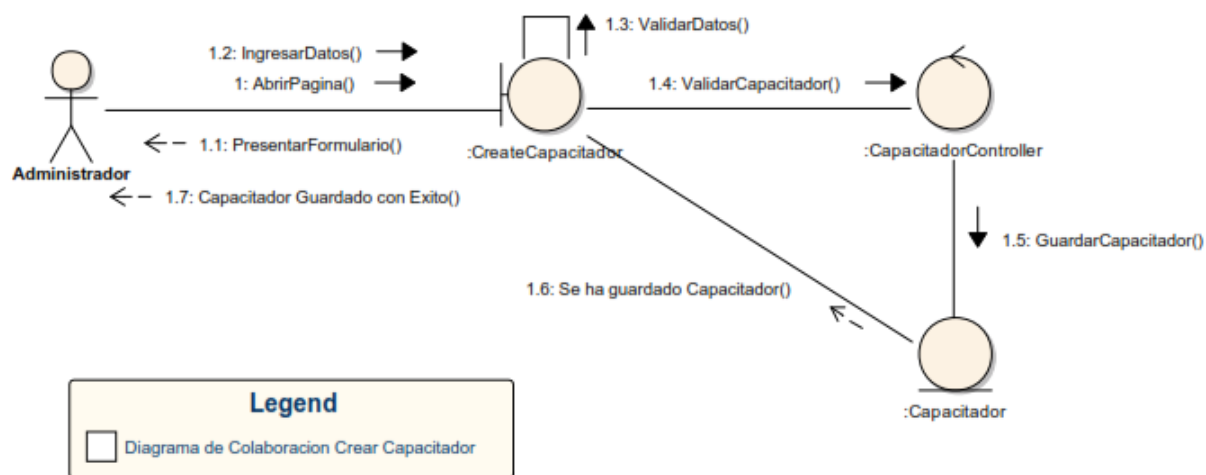 1.3: ValidarDatos()
1.2: IngresarDatos()
1: AbrirPagina()
1.4: ValidarCapacitador()
1.1: PresentarFormulario()
:CreateCapacitador
:CapacitadorController
Administrador
1.7: Capacitador Guardado con Exito()
1.5: GuardarCapacitador()
1.6: Se ha guardado Capacitador()
:Capacitador
Legend
Diagrama de Colaboracion Crear Capacitador